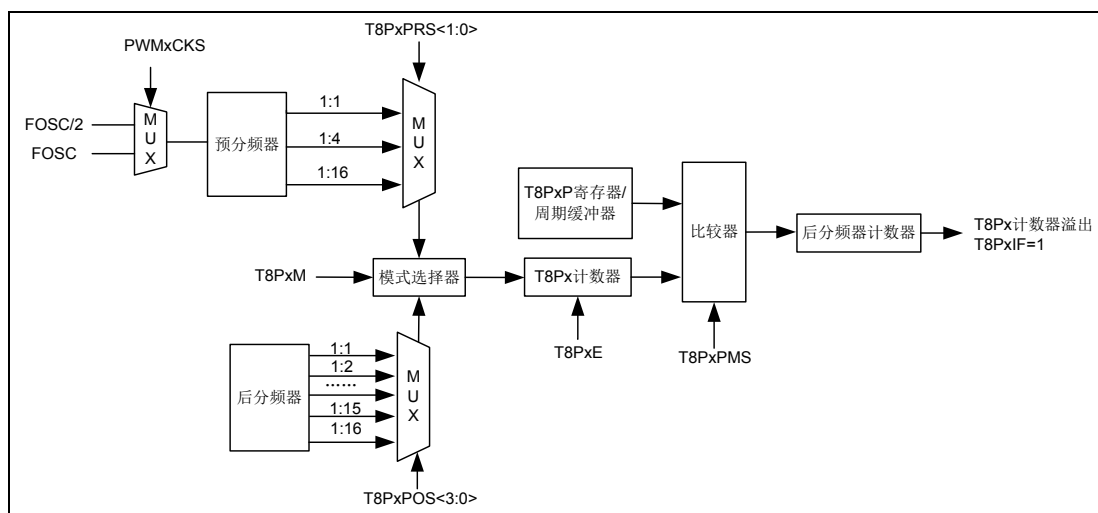 T8PxPRS<1:0>
PWMxCKS
FOSC/2
FOSC
MUX
预分频器
1:1
1:4
1:16
MUX
T8PxP寄存器/
周期缓冲器
比较器
后分频器计数器
T8Px计数器溢出
T8PxIF=1
T8PxM
模式选择器
T8Px计数器
T8PxE
T8PxPMS
后分频器
1:1
1:2
……
1:15
1:16
MUX
T8PxPOS<3:0>